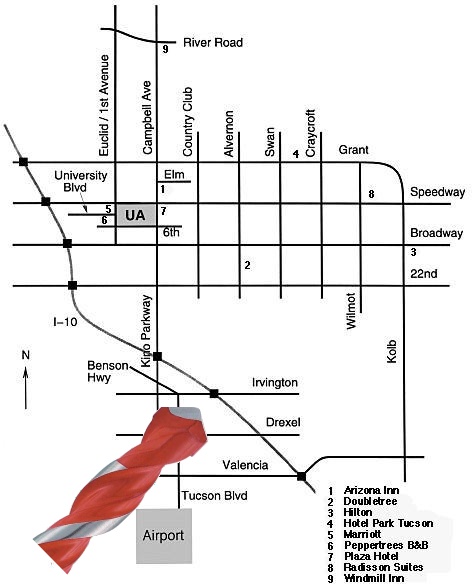 River Road
9
Euclid / 1st Avenue
Campbell Ave
Country Club
Alvernon
Swan
Craycroft
4
Grant
University
Blvd
Elm
1
8
Speedway
5
UA
7
6
6th
Broadway
3
2
22nd
I-10
Kino Parkway
Wilmot
Kolb
N
Benson
Hwy
Irvington
Drexel
Valencia
Tucson Blvd
Airport
1 Arizona Inn
2 Doubletree
3 Hilton
4 Hotel Park Tucson
5 Marriott
6 Peppertrees B&B
7 Plaza Hotel
8 Radisson Suites
9 Windmill Inn